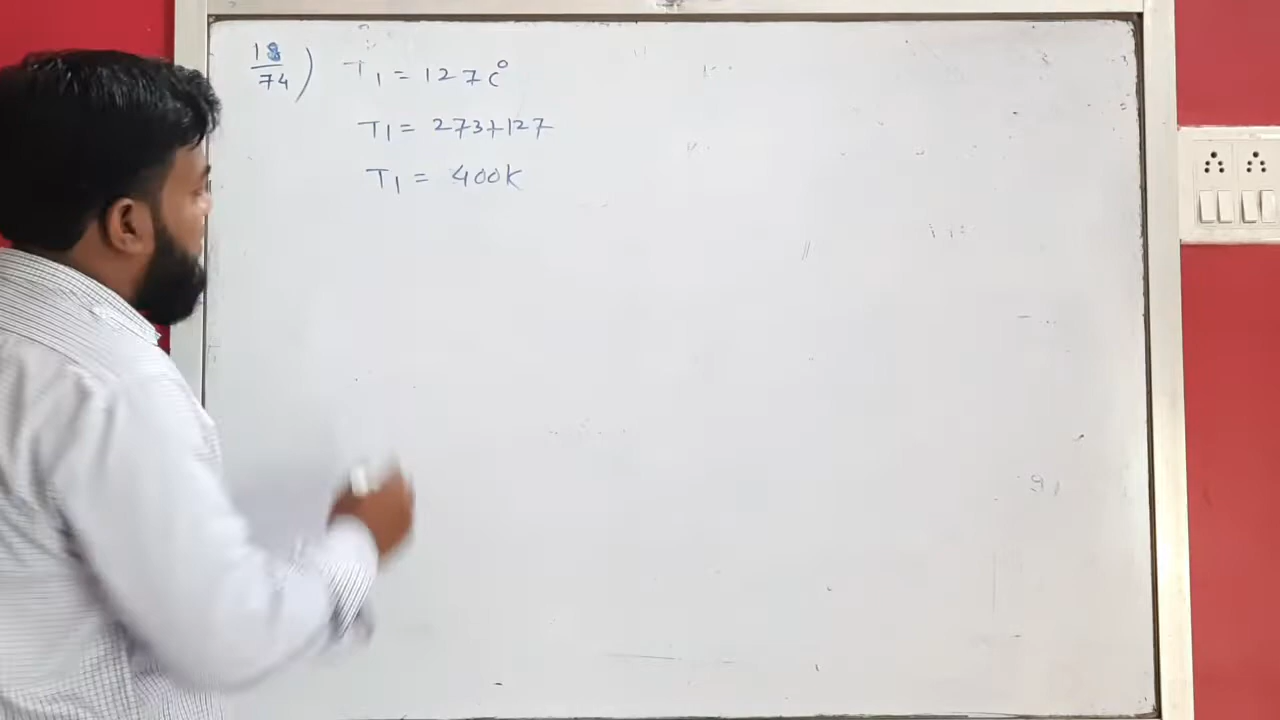 18/74) T₁ = 127 C°
T₁ = 273+127
T₁ = 400K